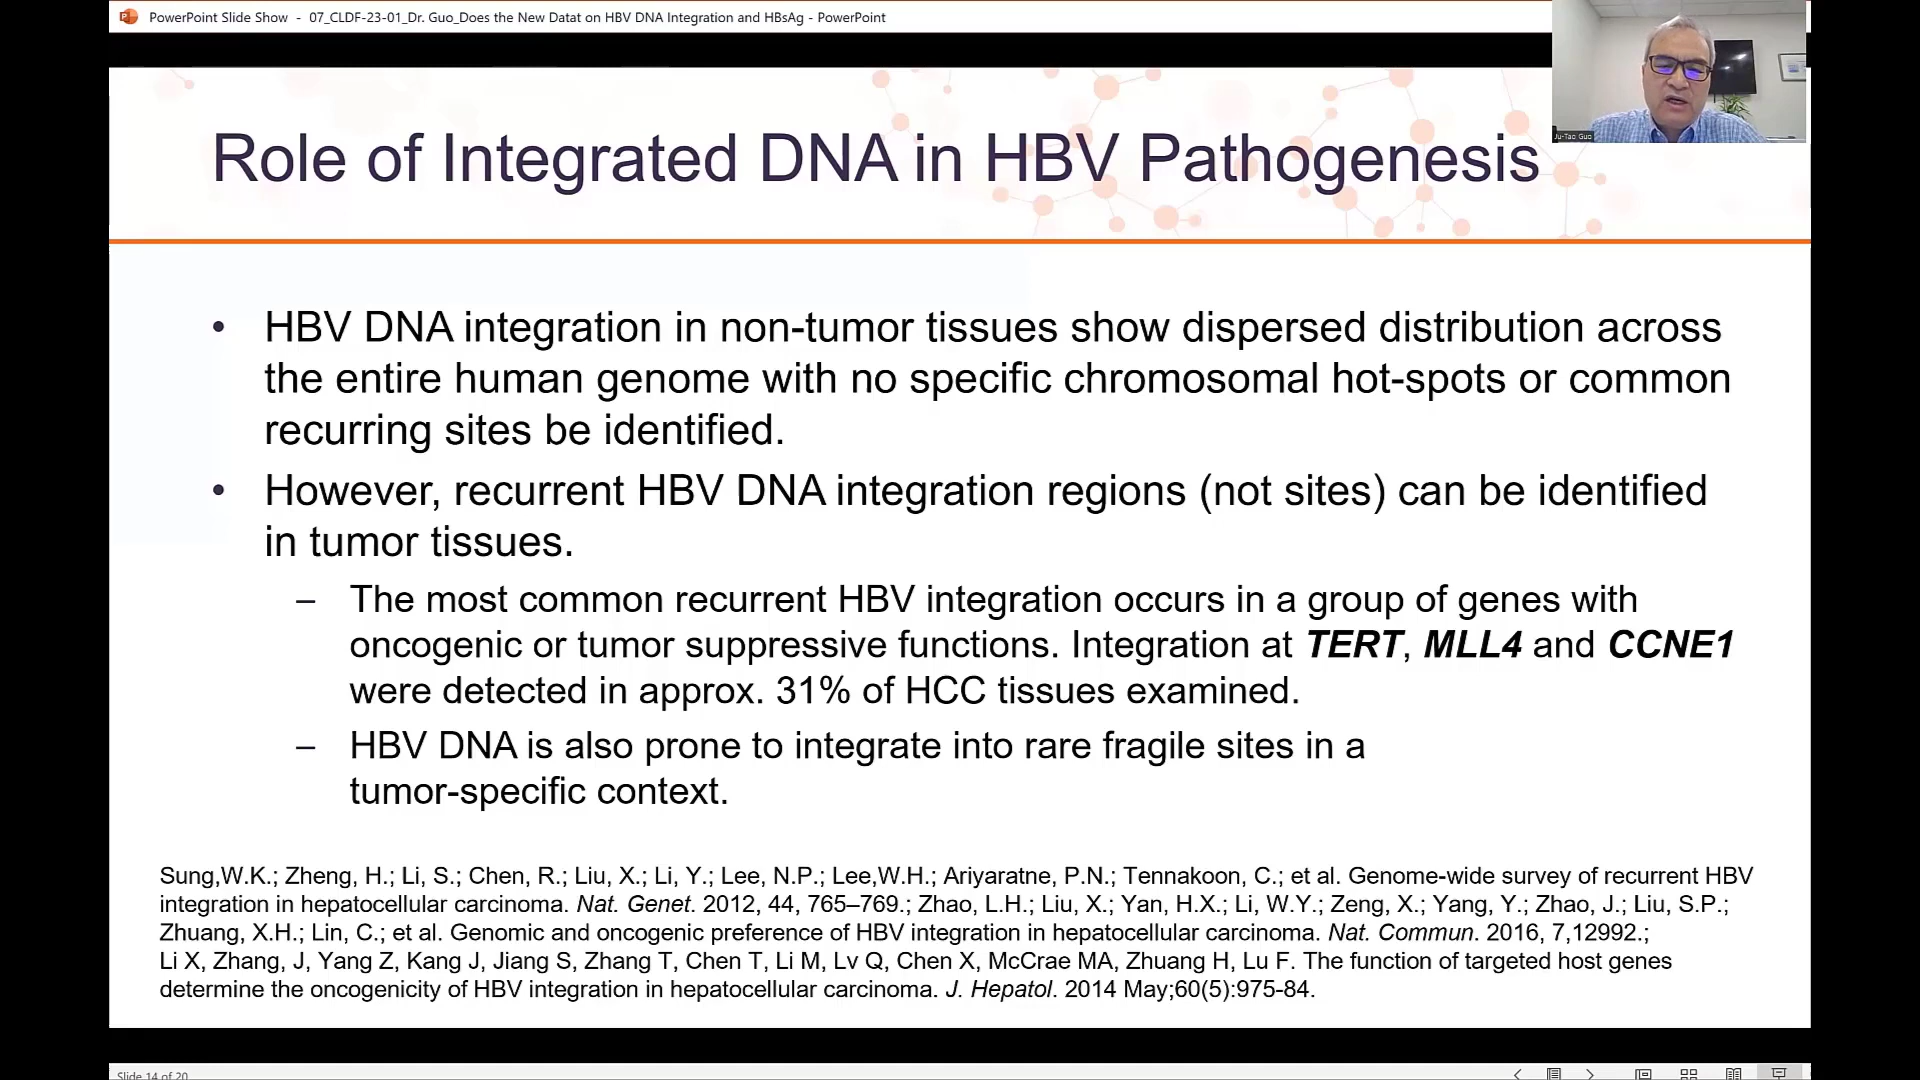 PowerPoint Slide Show - 07_CLDF-23-01_Dr. Guo_Does the New Datat on HBV DNA Integration and HBsAg - PowerPoint
Ju-Tao Guo
Role of Integrated DNA in HBV Pathogenesis
• HBV DNA integration in non-tumor tissues show dispersed distribution across
the entire human genome with no specific chromosomal hot-spots or common
recurring sites be identified.
• However, recurrent HBV DNA integration regions (not sites) can be identified
in tumor tissues.
– The most common recurrent HBV integration occurs in a group of genes with
oncogenic or tumor suppressive functions. Integration at TERT, MLL4 and CCNE1
were detected in approx. 31% of HCC tissues examined.
– HBV DNA is also prone to integrate into rare fragile sites in a
tumor-specific context.
Sung,W.K.; Zheng, H.; Li, S.; Chen, R.; Liu, X.; Li, Y.; Lee, N.P.; Lee,W.H.; Ariyaratne, P.N.; Tennakoon, C.; et al. Genome-wide survey of recurrent HBV
integration in hepatocellular carcinoma. Nat. Genet. 2012, 44, 765–769.; Zhao, L.H.; Liu, X.; Yan, H.X.; Li, W.Y.; Zeng, X.; Yang, Y.; Zhao, J.; Liu, S.P.;
Zhuang, X.H.; Lin, C.; et al. Genomic and oncogenic preference of HBV integration in hepatocellular carcinoma. Nat. Commun. 2016, 7,12992.;
Li X, Zhang, J, Yang Z, Kang J, Jiang S, Zhang T, Chen T, Li M, Lv Q, Chen X, McCrae MA, Zhuang H, Lu F. The function of targeted host genes
determine the oncogenicity of HBV integration in hepatocellular carcinoma. J. Hepatol. 2014 May;60(5):975-84.
Slide 14 of 20